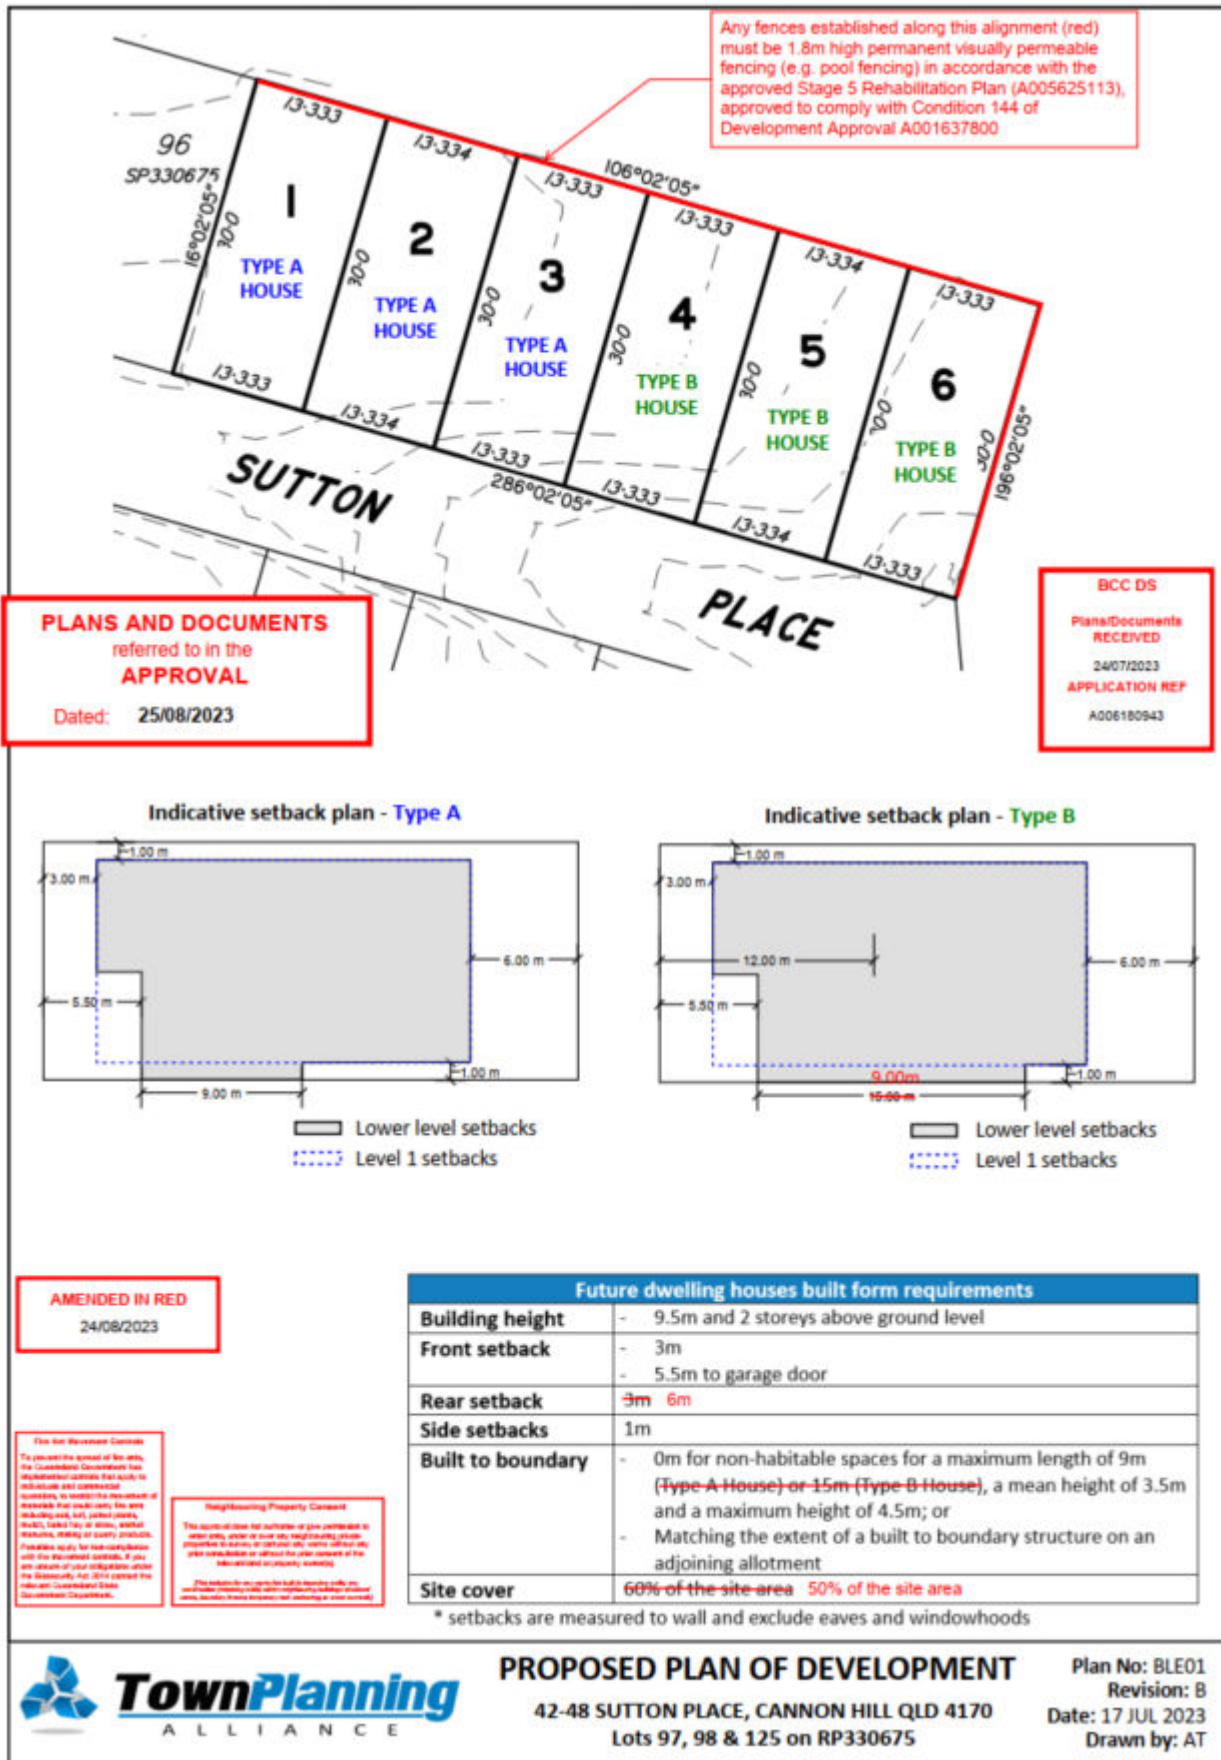 Any fences established along this alignment (red)
must be 1.8m high permanent visually permeable
fencing (e.g. pool fencing) in accordance with the
approved Stage 5 Rehabilitation Plan (A005625113),
approved to comply with Condition 144 of
Development Approval A001637800
96
SP330675
16°02'05"
106°02'05"
13·333
13·334
13·333
13·333
13·334
13·333
1
TYPE A
HOUSE
2
TYPE A
HOUSE
3
TYPE A
HOUSE
4
TYPE B
HOUSE
5
TYPE B
HOUSE
6
TYPE B
HOUSE
30·0
30·0
30·0
30·0
30·0
30·0
196°02'05"
13·333
13·334
13·333
13·333
13·334
13·333
286°02'05"
SUTTON
PLACE
PLANS AND DOCUMENTS
referred to in the
APPROVAL
Dated: 25/08/2023
BCC DS
Plans/Documents
RECEIVED
24/07/2023
APPLICATION REF
A006180943
Indicative setback plan - Type A
1.00 m
3.00 m
6.00 m
5.50 m
1.00 m
9.00 m
Lower level setbacks
Level 1 setbacks
Indicative setback plan - Type B
1.00 m
3.00 m
12.00 m
6.00 m
5.50 m
9.00m
1.00 m
15.00 m
Lower level setbacks
Level 1 setbacks
AMENDED IN RED
24/08/2023
Fire Ant Movement Controls
Neighbouring Property Consent
Future dwelling houses built form requirements
Building height - 9.5m and 2 storeys above ground level
Front setback - 3m
- 5.5m to garage door
Rear setback 3m 6m
Side setbacks 1m
Built to boundary - 0m for non-habitable spaces for a maximum length of 9m
(Type A House) or 15m (Type B House), a mean height of 3.5m
and a maximum height of 4.5m; or
- Matching the extent of a built to boundary structure on an
adjoining allotment
Site cover 60% of the site area 50% of the site area
* setbacks are measured to wall and exclude eaves and windowhoods
TownPlanning
ALLIANCE
PROPOSED PLAN OF DEVELOPMENT
42-48 SUTTON PLACE, CANNON HILL QLD 4170
Lots 97, 98 & 125 on RP330675
Plan No: BLE01
Revision: B
Date: 17 JUL 2023
Drawn by: AT